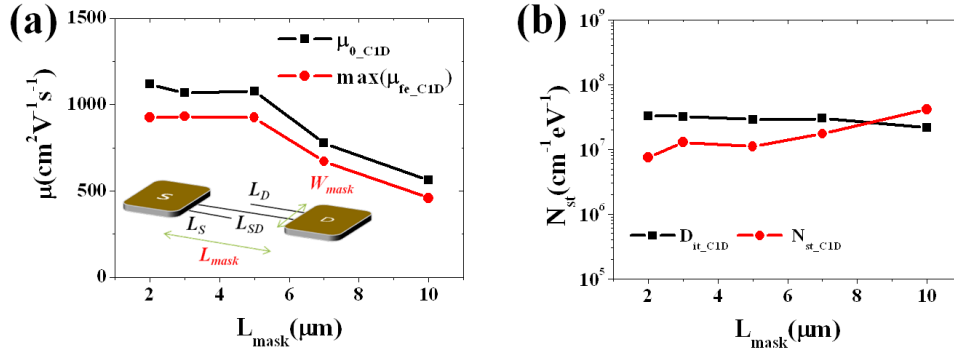 (a)
μ(cm²V⁻¹s⁻¹)
1500
1000
500
0
μ₀_C1D
max(μfe_C1D)
S
D
L_D
W_mask
L_S
L_SD
L_mask
2 4 6 8 10
L_mask(μm)
(b)
N_st(cm⁻¹eV⁻¹)
10⁹
10⁸
10⁷
10⁶
10⁵
D_it_C1D N_st_C1D
2 4 6 8 10
L_mask(μm)